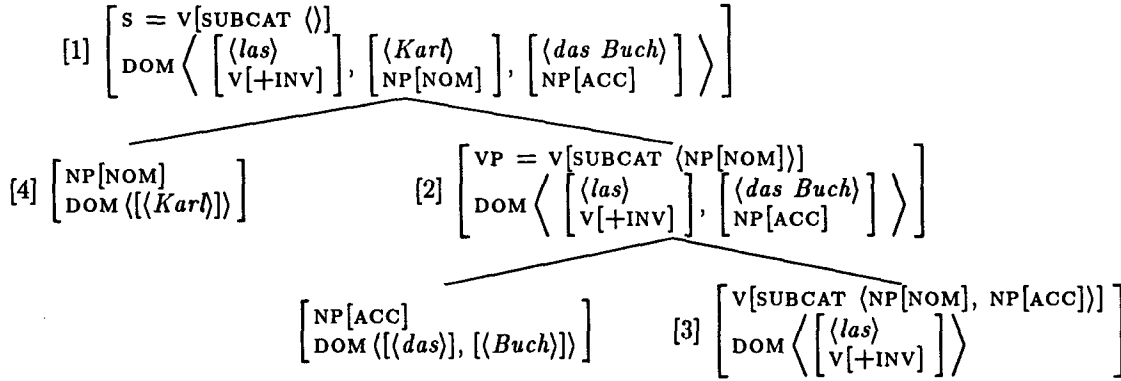 [1] [S = V[SUBCAT ⟨⟩]
DOM ⟨ [⟨las⟩ V[+INV]], [⟨Karl⟩ NP[NOM]], [⟨das Buch⟩ NP[ACC]] ⟩]
[4] [NP[NOM]
DOM ⟨[⟨Karl⟩]⟩]
[2] [VP = V[SUBCAT ⟨NP[NOM]⟩]
DOM ⟨ [⟨las⟩ V[+INV]], [⟨das Buch⟩ NP[ACC]] ⟩]
[NP[ACC]
DOM ⟨[⟨das⟩], [⟨Buch⟩]⟩]
[3] [V[SUBCAT ⟨NP[NOM], NP[ACC]⟩]
DOM ⟨[⟨las⟩ V[+INV]]⟩]